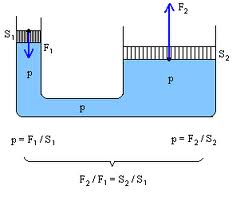 F₂
S₁
F₁
S₂
p
p
p
p = F₁ / S₁
p = F₂ / S₂
F₂ / F₁ = S₂ / S₁